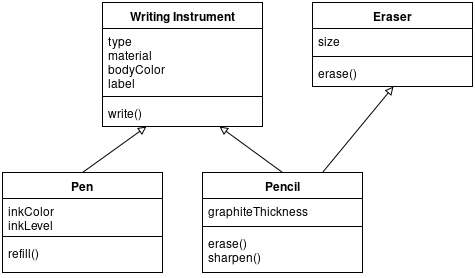 Writing Instrument
type
material
bodyColor
label
write()
Eraser
size
erase()
Pen
inkColor
inkLevel
refill()
Pencil
graphiteThickness
erase()
sharpen()